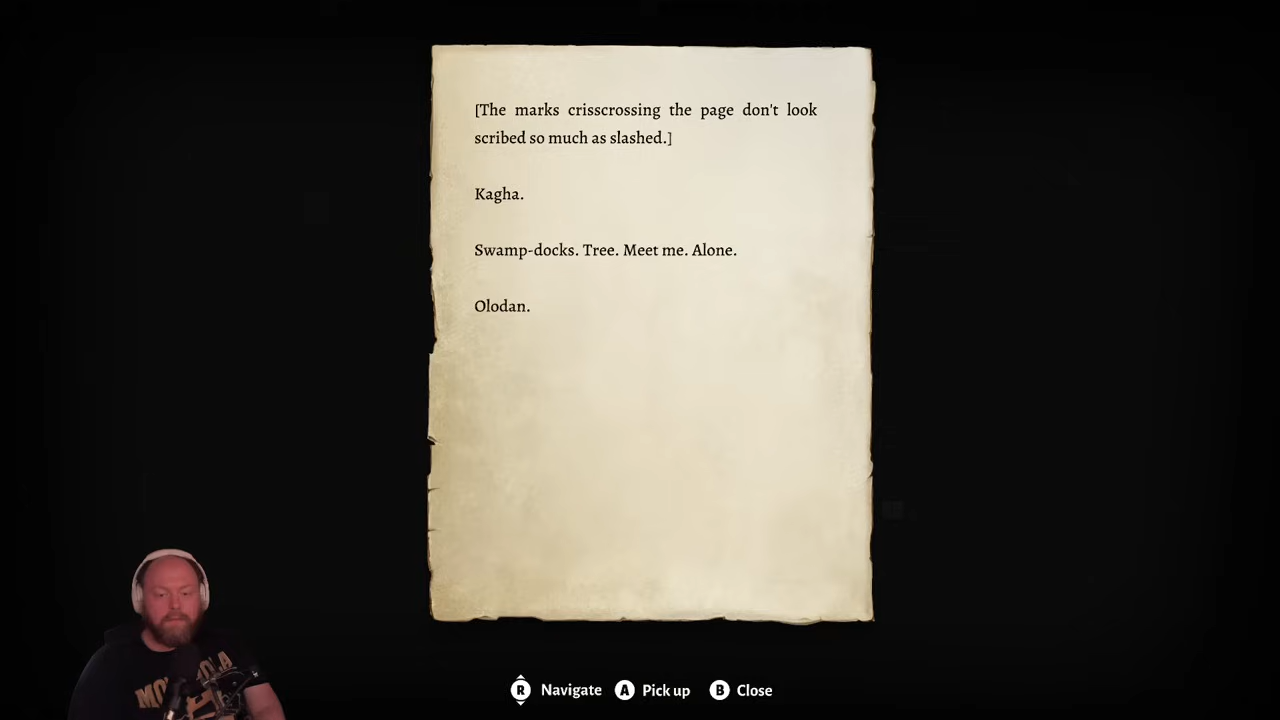 [The marks crisscrossing the page don't look
scribed so much as slashed.]
Kagha.
Swamp-docks. Tree. Meet me. Alone.
Olodan.
R Navigate A Pick up B Close